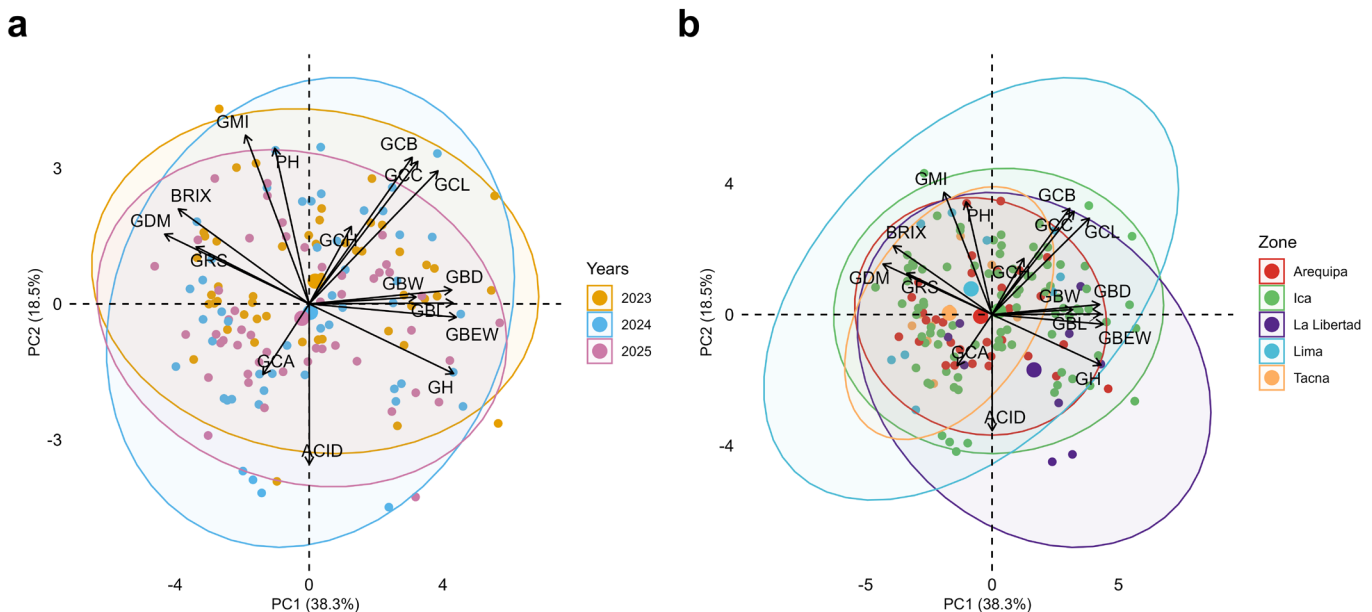 a
GMI
PH
GCB
GCC
GCL
BRIX
GDM
GRS
GCH
GBW
GBD
GBL
GBEW
GCA
GH
ACID
3
0
-3
-4
0
4
PC2 (18.5%)
PC1 (38.3%)
Years
2023
2024
2025
b
GMI
PH
GCB
GCC
GCL
BRIX
GDM
GRS
GCH
GBW
GBD
GBL
GBEW
GCA
GH
ACID
4
0
-4
-5
0
5
PC2 (18.5%)
PC1 (38.3%)
Zone
Arequipa
Ica
La Libertad
Lima
Tacna